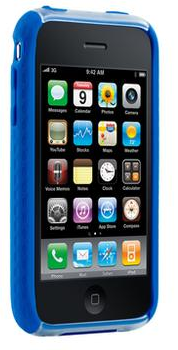 3G 9:42 AM
Messages Calendar Photos Camera
YouTube Stocks Maps Weather
Voice Memos Notes Clock Calculator
Settings iTunes App Store Compass
Phone Mail Safari iPod